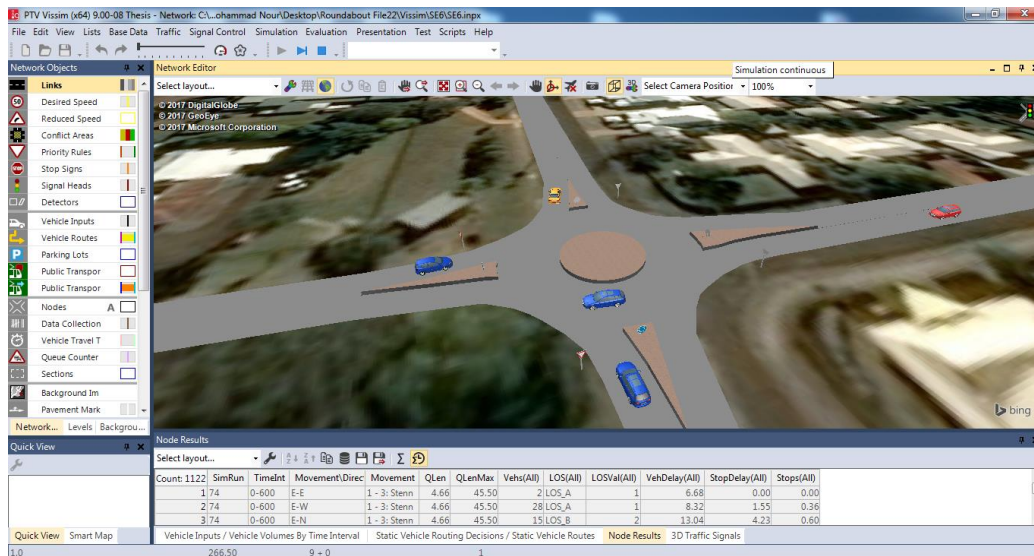 PTV Vissim (x64) 9.00-08 Thesis - Network: C:\...ohammad Nour\Desktop\Roundabout File22\Vissim\SE6\SE6.inpx
File Edit View Lists Base Data Traffic Signal Control Simulation Evaluation Presentation Test Scripts Help
Network Objects
Network Editor
Simulation continuous
Links
Select layout...
Select Camera Position
100%
Desired Speed
Reduced Speed
Conflict Areas
Priority Rules
Stop Signs
Signal Heads
Detectors
Vehicle Inputs
Vehicle Routes
Parking Lots
Public Transpor
Public Transpor
Nodes A
Data Collection
Vehicle Travel T
Queue Counter
Sections
Background Im
Pavement Mark
Network... Levels Backgrou...
© 2017 DigitalGlobe
© 2017 GeoEye
© 2017 Microsoft Corporation
bing
Quick View
Quick View Smart Map
Node Results
Select layout...
Count: 1122 SimRun TimeInt Movement\Direc Movement QLen QLenMax Vehs(All) LOS(All) LOSVal(All) VehDelay(All) StopDelay(All) Stops(All)
1 74 0-600 E-E 1 - 3: Stenn 4.66 45.50 2 LOS_A 1 6.68 0.00 0.00
2 74 0-600 E-W 1 - 3: Stenn 4.66 45.50 28 LOS_A 1 8.32 1.55 0.36
3 74 0-600 E-N 1 - 3: Stenn 4.66 45.50 15 LOS_B 2 13.04 4.23 0.60
Vehicle Inputs / Vehicle Volumes By Time Interval Static Vehicle Routing Decisions / Static Vehicle Routes Node Results 3D Traffic Signals
1.0 266.50 9 + 0 1